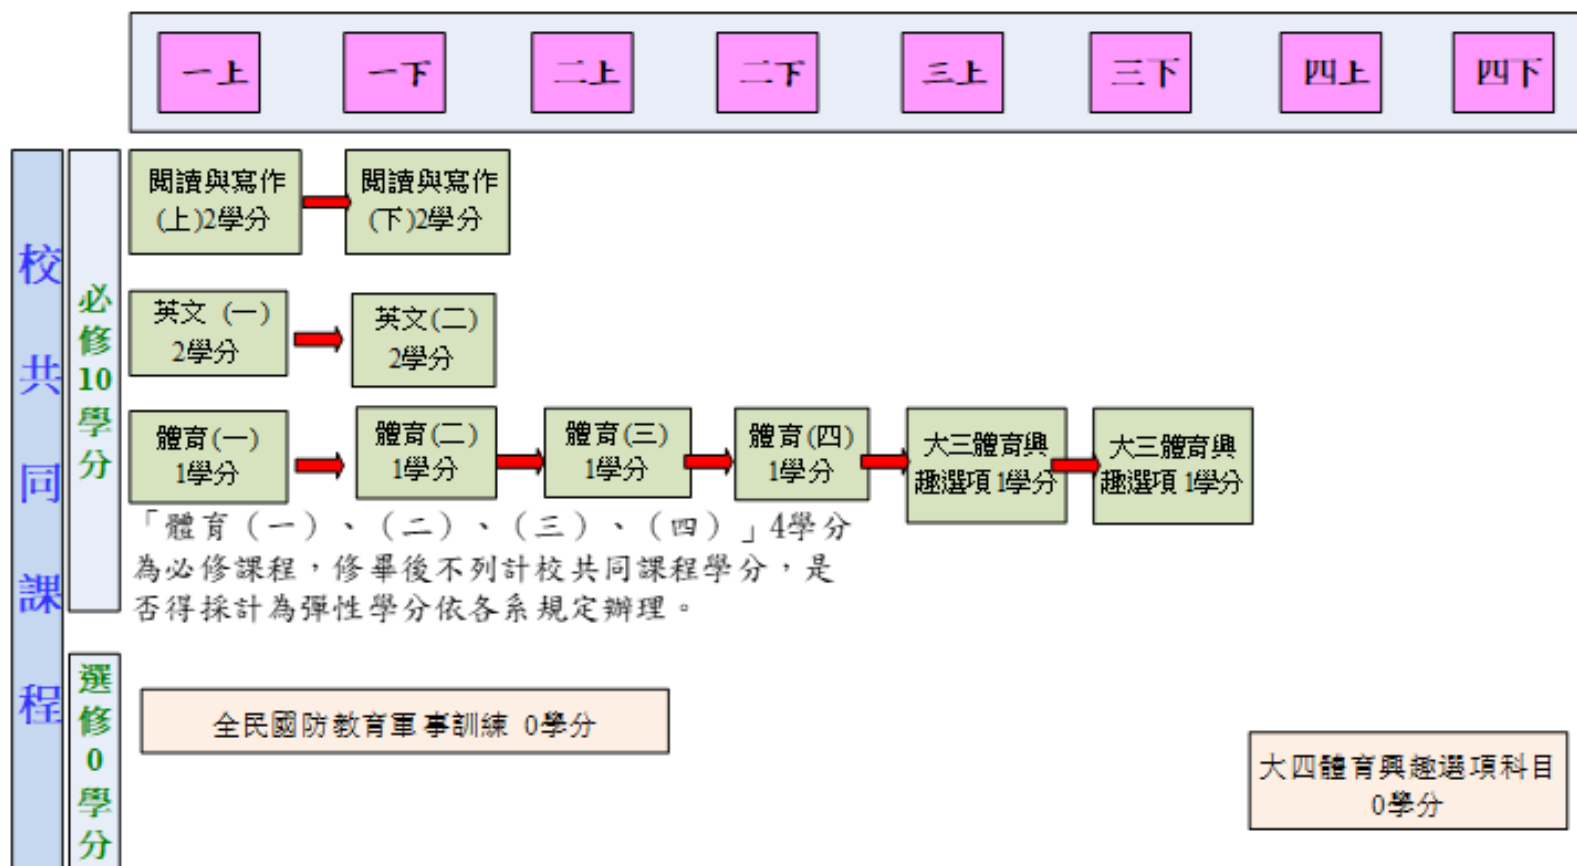 一上
一下
二上
二下
三上
三下
四上
四下
校共同課程
必修10學分
閱讀與寫作
(上)2學分
閱讀與寫作
(下)2學分
英文 (一)
2學分
英文(二)
2學分
體育(一)
1學分
體育(二)
1學分
體育(三)
1學分
體育(四)
1學分
大三體育興
趣選項 1學分
大三體育興
趣選項 1學分
「體育（一）、（二）、（三）、（四）」4學分
為必修課程，修畢後不列計校共同課程學分，是
否得採計為彈性學分依各系規定辦理。
選修0學分
全民國防教育軍事訓練 0學分
大四體育興趣選項科目
0學分